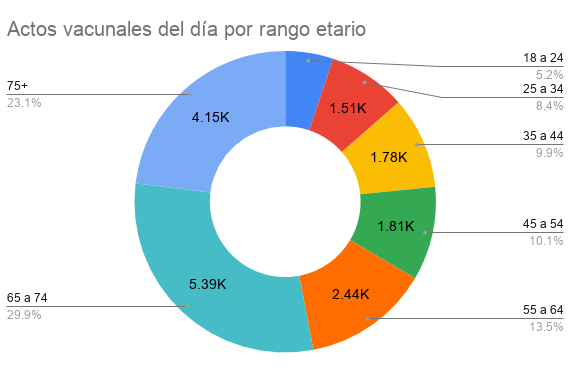 Actos vacunales del día por rango etario
18 a 24
5.2%
25 a 34
8.4%
35 a 44
9.9%
45 a 54
10.1%
55 a 64
13.5%
65 a 74
29.9%
75+
23.1%
1.51K
1.78K
1.81K
2.44K
5.39K
4.15K